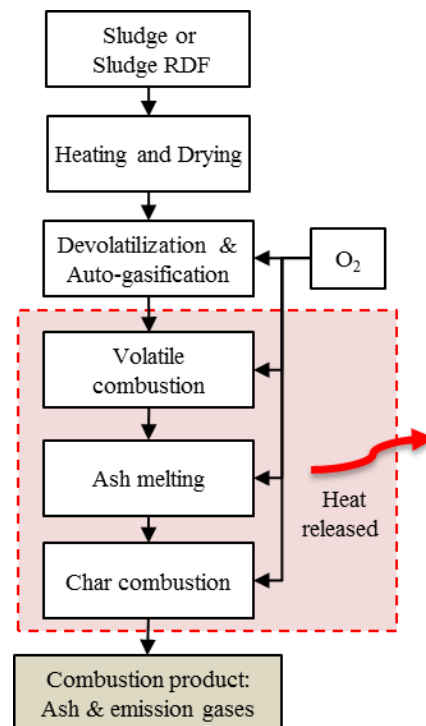 Sludge or
Sludge RDF
Heating and Drying
Devolatilization &
Auto-gasification
O₂
Volatile
combustion
Ash melting
Heat
released
Char combustion
Combustion product:
Ash & emission gases